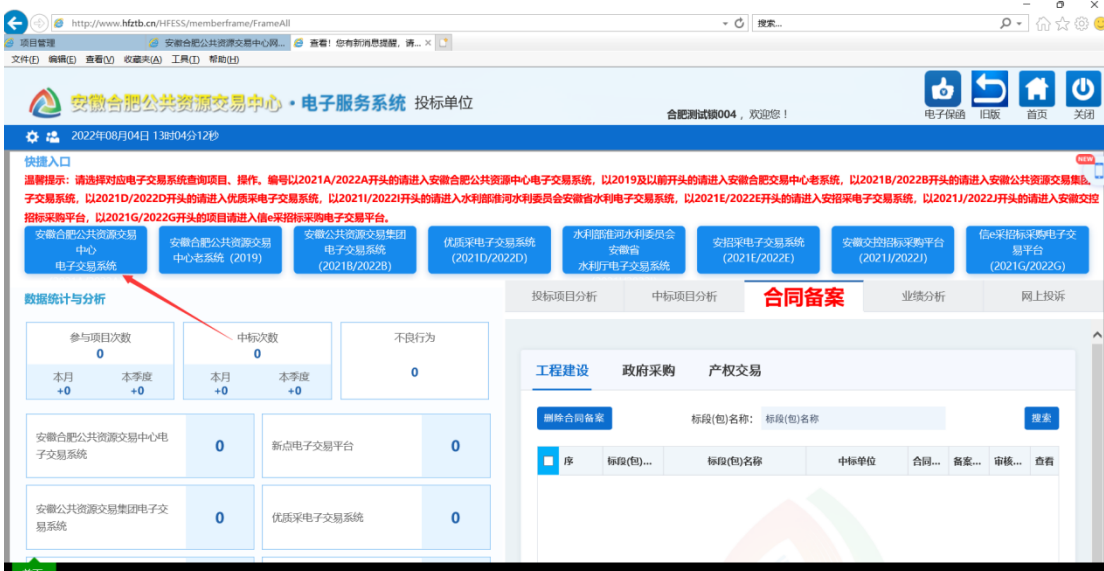 http://www.hfztb.cn/HFESS/memberframe/FrameAll
搜索...
项目管理
安徽合肥公共资源交易中心网...
查看！您有新消息提醒，请...
文件(F) 编辑(E) 查看(V) 收藏夹(A) 工具(T) 帮助(H)
安徽合肥公共资源交易中心·电子服务系统 投标单位
合肥测试锁004，欢迎您！
电子保函 旧版 首页 关闭
2022年08月04日 13时04分12秒
快捷入口
NEW
温馨提示：请选择对应电子交易系统查询项目、操作。编号以2021A/2022A开头的请进入安徽合肥公共资源中心电子交易系统，以2019及以前开头的请进入安徽合肥交易中心老系统，以2021B/2022B开头的请进入安徽公共资源交易集团
子交易系统，以2021D/2022D开头的请进入优质采电子交易系统，以2021I/2022I开头的请进入水利部淮河水利委员会安徽省水利电子交易系统，以2021E/2022E开头的请进入安招采电子交易系统，以2021J/2022J开头的请进入安徽交控
招标采购平台，以2021G/2022G开头的项目请进入信e采招标采购电子交易平台。
安徽合肥公共资源交易
中心
电子交易系统
安徽合肥公共资源交易
中心老系统（2019）
安徽公共资源交易集团
电子交易系统
（2021B/2022B）
优质采电子交易系统
（2021D/2022D）
水利部淮河水利委员会
安徽省
水利厅电子交易系统
安招采电子交易系统
（2021E/2022E）
安徽交控招标采购平台
（2021J/2022J）
信e采招标采购电子交
易平台
（2021G/2022G）
数据统计与分析
投标项目分析 中标项目分析 合同备案 业绩分析 网上投诉
参与项目次数
0
本月 本季度
+0 +0
中标次数
0
本月 本季度
+0 +0
不良行为
0
工程建设 政府采购 产权交易
删除合同备案 标段(包)名称： 标段(包)名称 搜索
序 标段(包)... 标段(包)名称 中标单位 合同... 备案... 审核... 查看
安徽合肥公共资源交易中心电
子交易系统
0
新点电子交易平台
0
安徽公共资源交易集团电子交
易系统
0
优质采电子交易系统
0